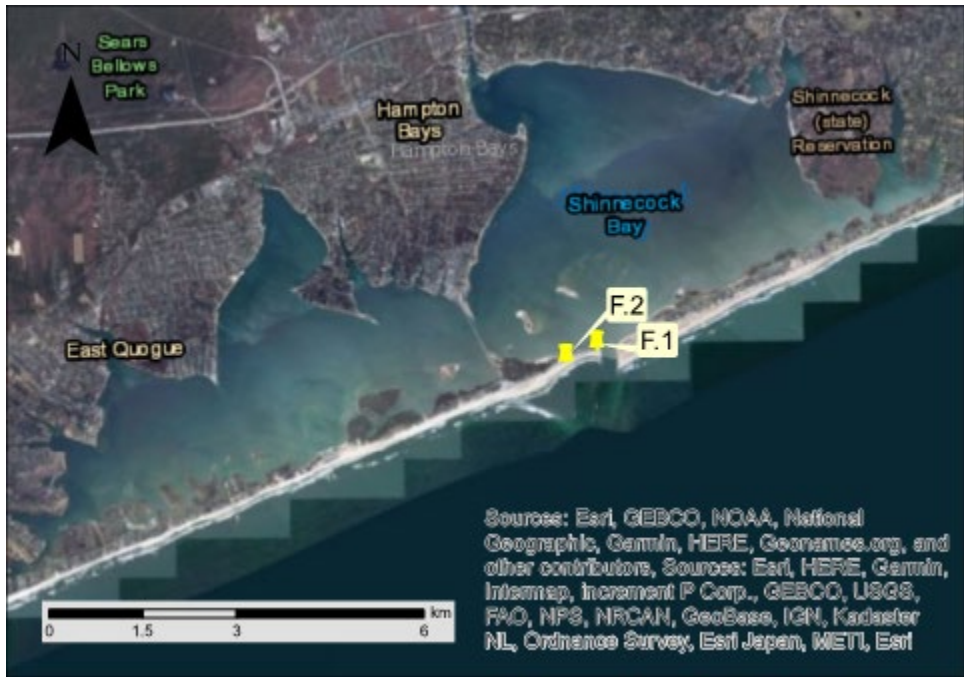 N
Sears
Bellows
Park
Hampton
Bays
Hampton Bays
Shinnecock
(state)
Reservation
Shinnecock
Bay
F.2
F.1
East Quogue
Sources: Esri, GEBCO, NOAA, National
Geographic, Garmin, HERE, Geonames.org, and
other contributors, Sources: Esri, HERE, Garmin,
Intermap, increment P Corp., GEBCO, USGS,
FAO, NPS, NRCAN, GeoBase, IGN, Kadaster
NL, Ordnance Survey, Esri Japan, METI, Esri
km
0 1.5 3 6